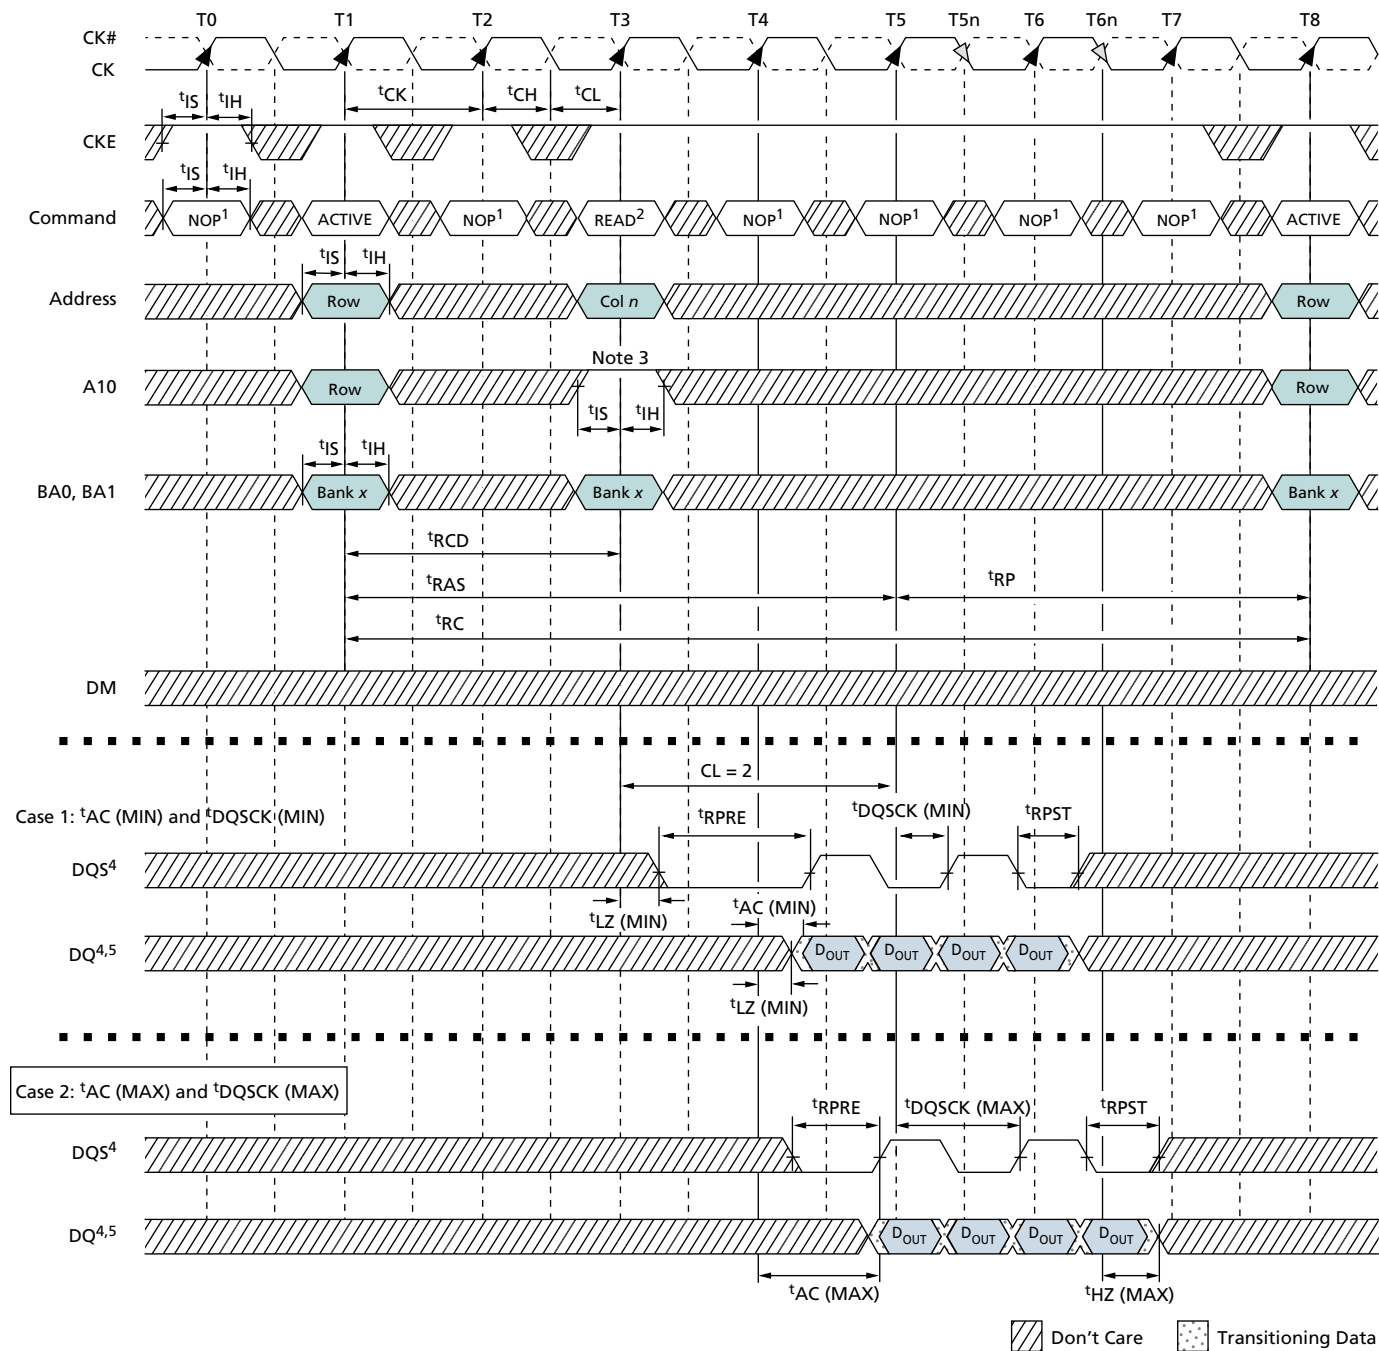 T0 T1 T2 T3 T4 T5 T5n T6 T6n T7 T8
CK#
CK
tCK tCH tCL
tIS tIH
CKE
tIS tIH
Command NOP1 ACTIVE NOP1 READ2 NOP1 NOP1 NOP1 NOP1 ACTIVE
tIS tIH
Address Row Col n Row
Note 3
A10 Row Row
tIS tIH
tIS tIH
BA0, BA1 Bank x Bank x Bank x
tRCD
tRAS tRP
tRC
DM
CL = 2
Case 1: tAC (MIN) and tDQSCK (MIN)
tRPRE tDQSCK (MIN) tRPST
DQS4
tLZ (MIN) tAC (MIN)
DQ4,5 DOUT DOUT DOUT DOUT
tLZ (MIN)
Case 2: tAC (MAX) and tDQSCK (MAX)
tRPRE tDQSCK (MAX) tRPST
DQS4
DQ4,5 DOUT DOUT DOUT DOUT
tAC (MAX) tHZ (MAX)
Don't Care Transitioning Data